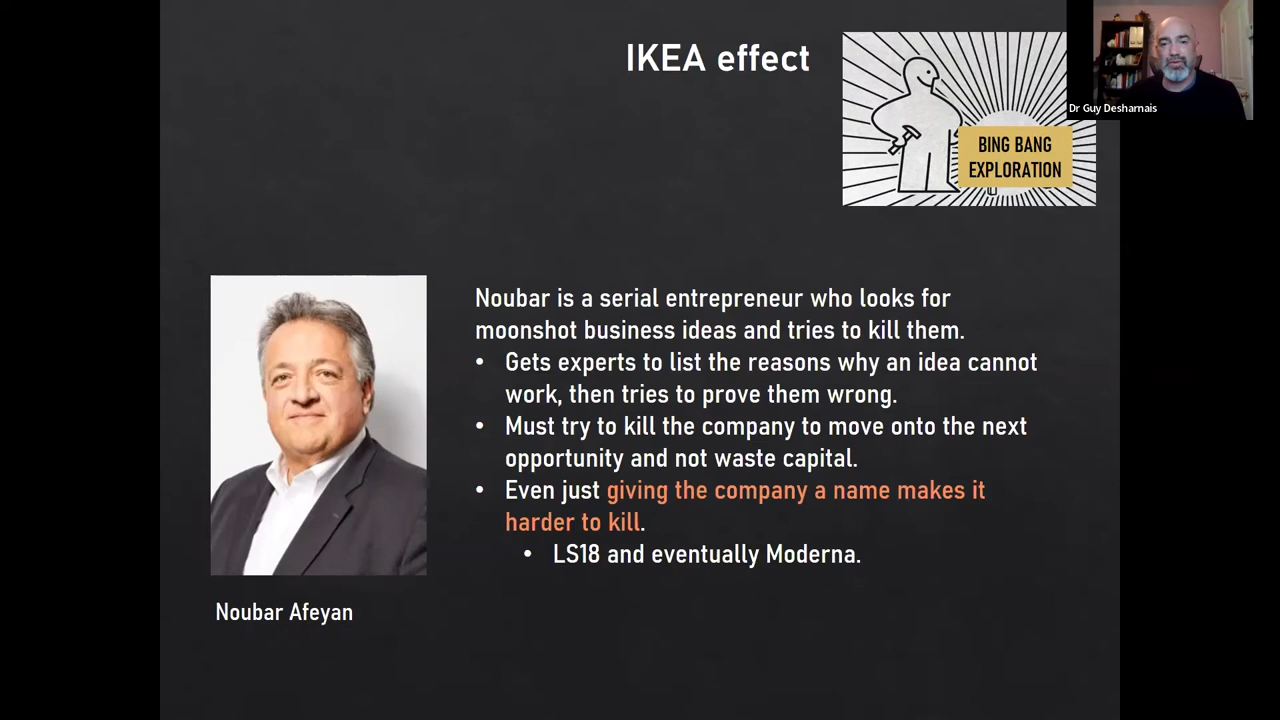 IKEA effect
Dr Guy Desharnais
BING BANG
EXPLORATION
Noubar is a serial entrepreneur who looks for
moonshot business ideas and tries to kill them.
• Gets experts to list the reasons why an idea cannot
work, then tries to prove them wrong.
• Must try to kill the company to move onto the next
opportunity and not waste capital.
• Even just giving the company a name makes it
harder to kill.
• LS18 and eventually Moderna.
Noubar Afeyan